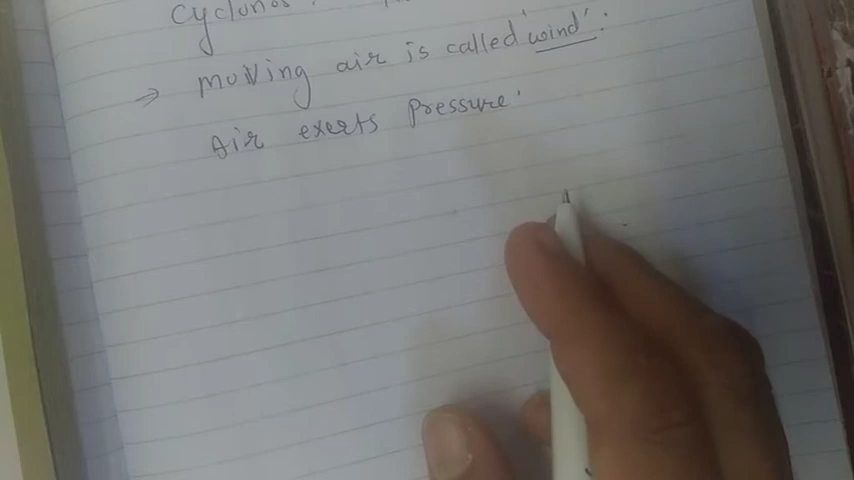 cyclones.
→ moving air is called 'wind':
Air exerts pressure.